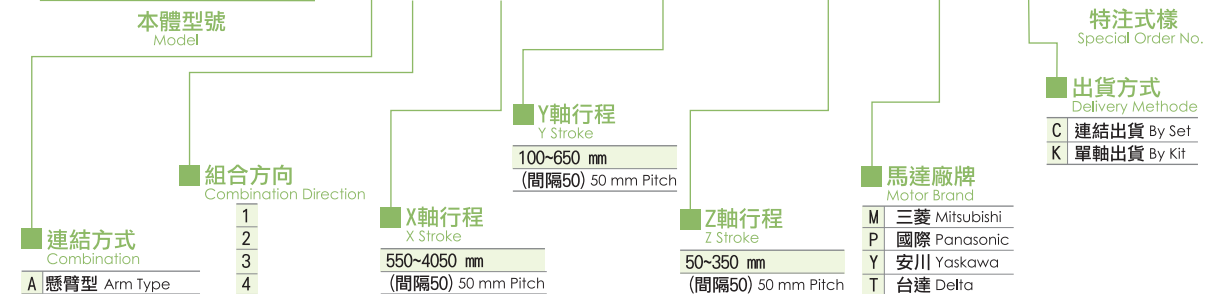 本體型號
Model
特注式樣
Special Order No.
出貨方式
Delivery Methode
C 連結出貨 By Set
K 單軸出貨 By Kit
Y軸行程
Y Stroke
100~650 mm
(間隔50) 50 mm Pitch
組合方向
Combination Direction
1
2
3
4
馬達廠牌
Motor Brand
M 三菱 Mitsubishi
P 國際 Panasonic
Y 安川 Yaskawa
T 台達 Delta
X軸行程
X Stroke
550~4050 mm
(間隔50) 50 mm Pitch
Z軸行程
Z Stroke
50~350 mm
(間隔50) 50 mm Pitch
連結方式
Combination
A 懸臂型 Arm Type